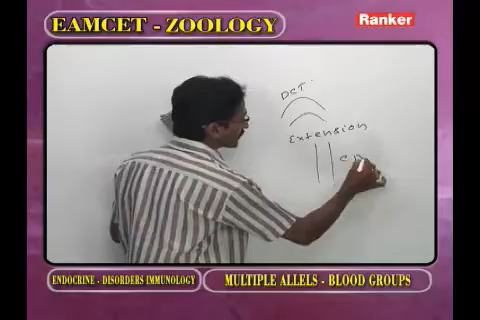 EAMCET - ZOOLOGY
Ranker
DCT
Extension
ENDOCRINE - DISORDERS IMMUNOLOGY
MULTIPLE ALLELS - BLOOD GROUPS